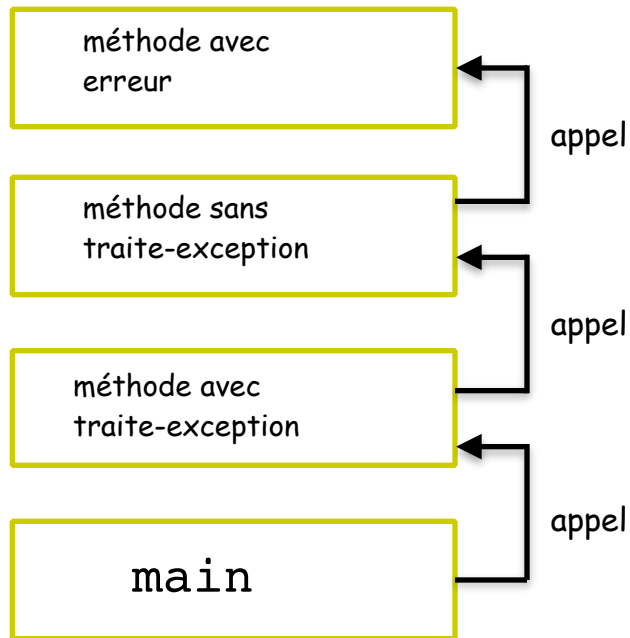 méthode avec
erreur
appel
méthode sans
traite-exception
appel
méthode avec
traite-exception
appel
main